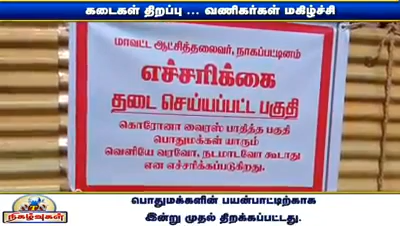 கடைகள் திறப்பு ... வணிகர்கள் மகிழ்ச்சி
மாவட்ட ஆட்சித்தலைவர், நாகப்பட்டினம்
எச்சரிக்கை
தடை செய்யப்பட்ட பகுதி
கொரோனா வைரஸ் பாதித்த பகுதி
பொதுமக்கள் யாரும்
வெளியே வரவோ, நடமாடவோ கூடாது
என எச்சரிக்கப்படுகிறது.
நிகழ்வுகள்
பொதுமக்களின் பயன்பாட்டிற்காக
இன்று முதல் திறக்கப்பட்டது.